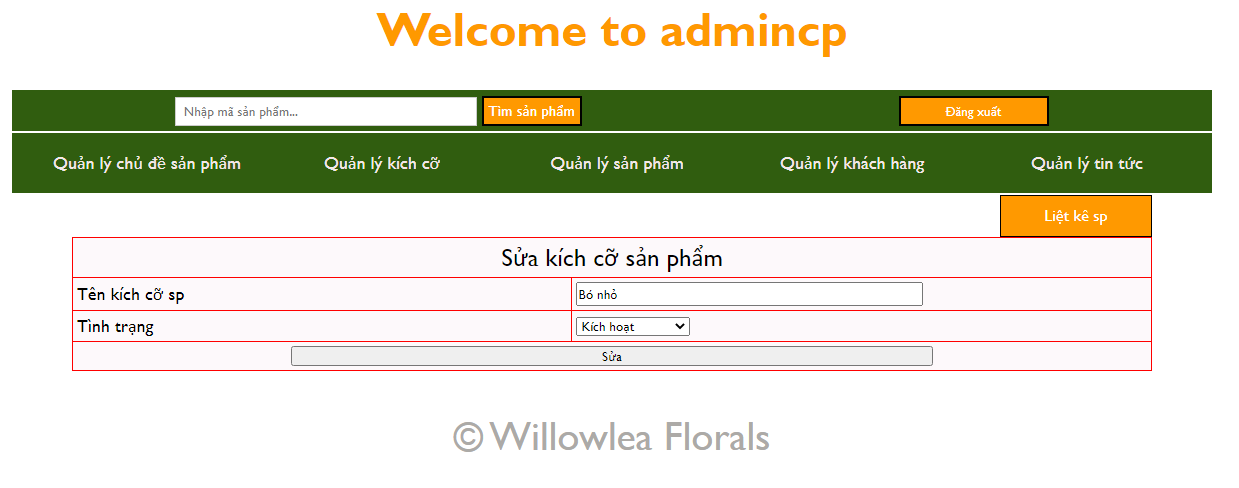 Welcome to admincp
Nhập mã sản phẩm... Tìm sản phẩm Đăng xuất
Quản lý chủ đề sản phẩm Quản lý kích cỡ Quản lý sản phẩm Quản lý khách hàng Quản lý tin tức
Liệt kê sp
Sửa kích cỡ sản phẩm
Tên kích cỡ sp Bó nhỏ
Tình trạng Kích hoạt
Sửa
© Willowlea Florals